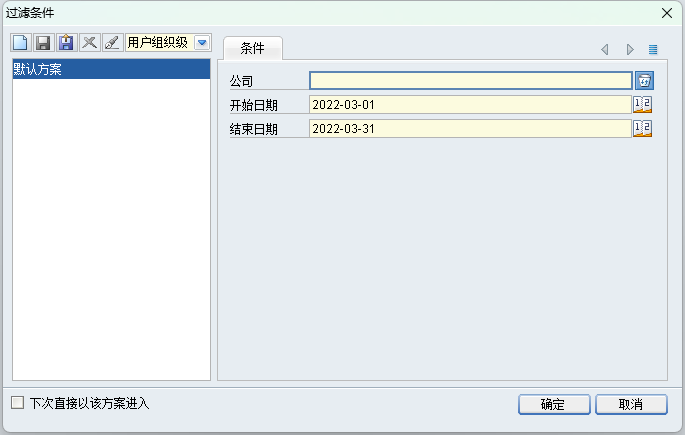 过滤条件
用户组织级
条件
默认方案
公司
开始日期 2022-03-01
结束日期 2022-03-31
下次直接以该方案进入
确定 取消